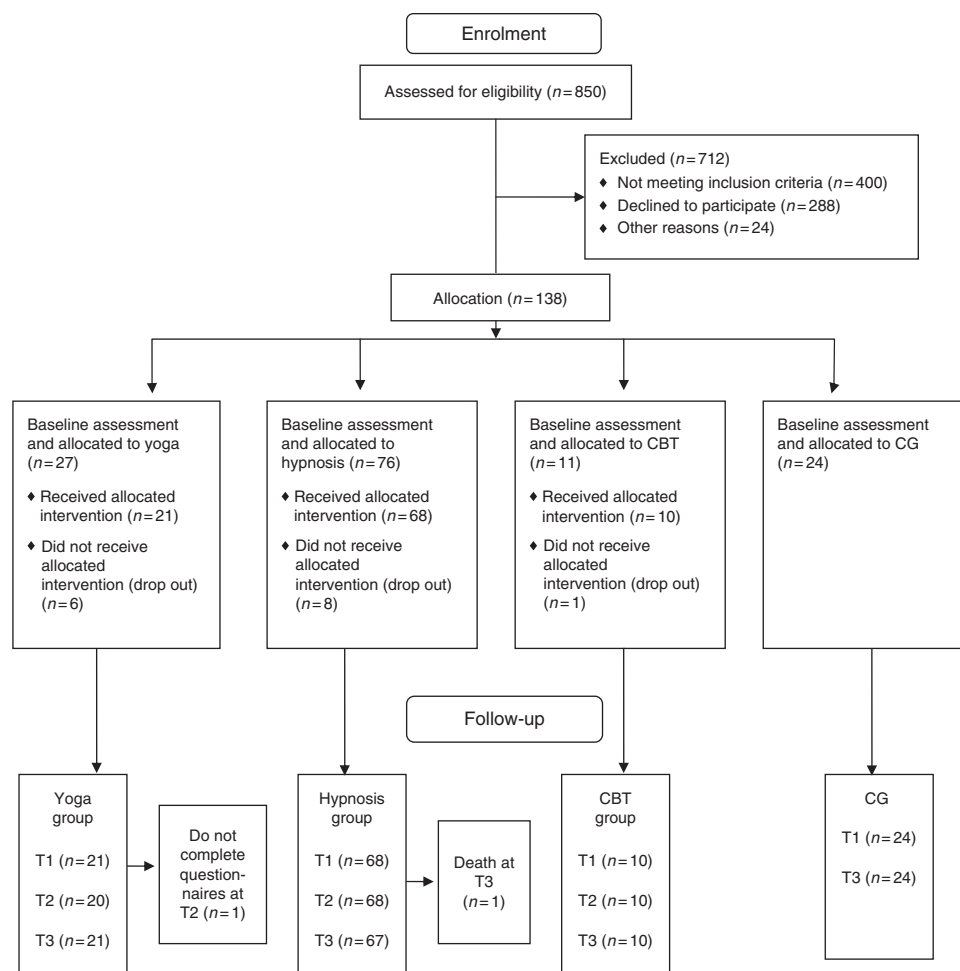 Enrolment
Assessed for eligibility (n=850)
Excluded (n=712)
♦ Not meeting inclusion criteria (n=400)
♦ Declined to participate (n=288)
♦ Other reasons (n=24)
Allocation (n=138)
Baseline assessment
and allocated to yoga
(n=27)
♦ Received allocated
intervention (n=21)
♦ Did not receive
allocated
intervention (drop out)
(n=6)
Baseline assessment
and allocated to
hypnosis (n=76)
♦ Received allocated
intervention (n=68)
♦ Did not receive
allocated
intervention (drop out)
(n=8)
Baseline assessment
and allocated to CBT
(n=11)
♦ Received allocated
intervention (n=10)
♦ Did not receive
allocated
intervention (drop out)
(n=1)
Baseline assessment
and allocated to CG
(n=24)
Follow-up
Yoga
group
T1 (n=21)
T2 (n=20)
T3 (n=21)
Do not
complete
question-
naires at
T2 (n=1)
Hypnosis
group
T1 (n=68)
T2 (n=68)
T3 (n=67)
Death at
T3
(n=1)
CBT
group
T1 (n=10)
T2 (n=10)
T3 (n=10)
CG
T1 (n=24)
T3 (n=24)